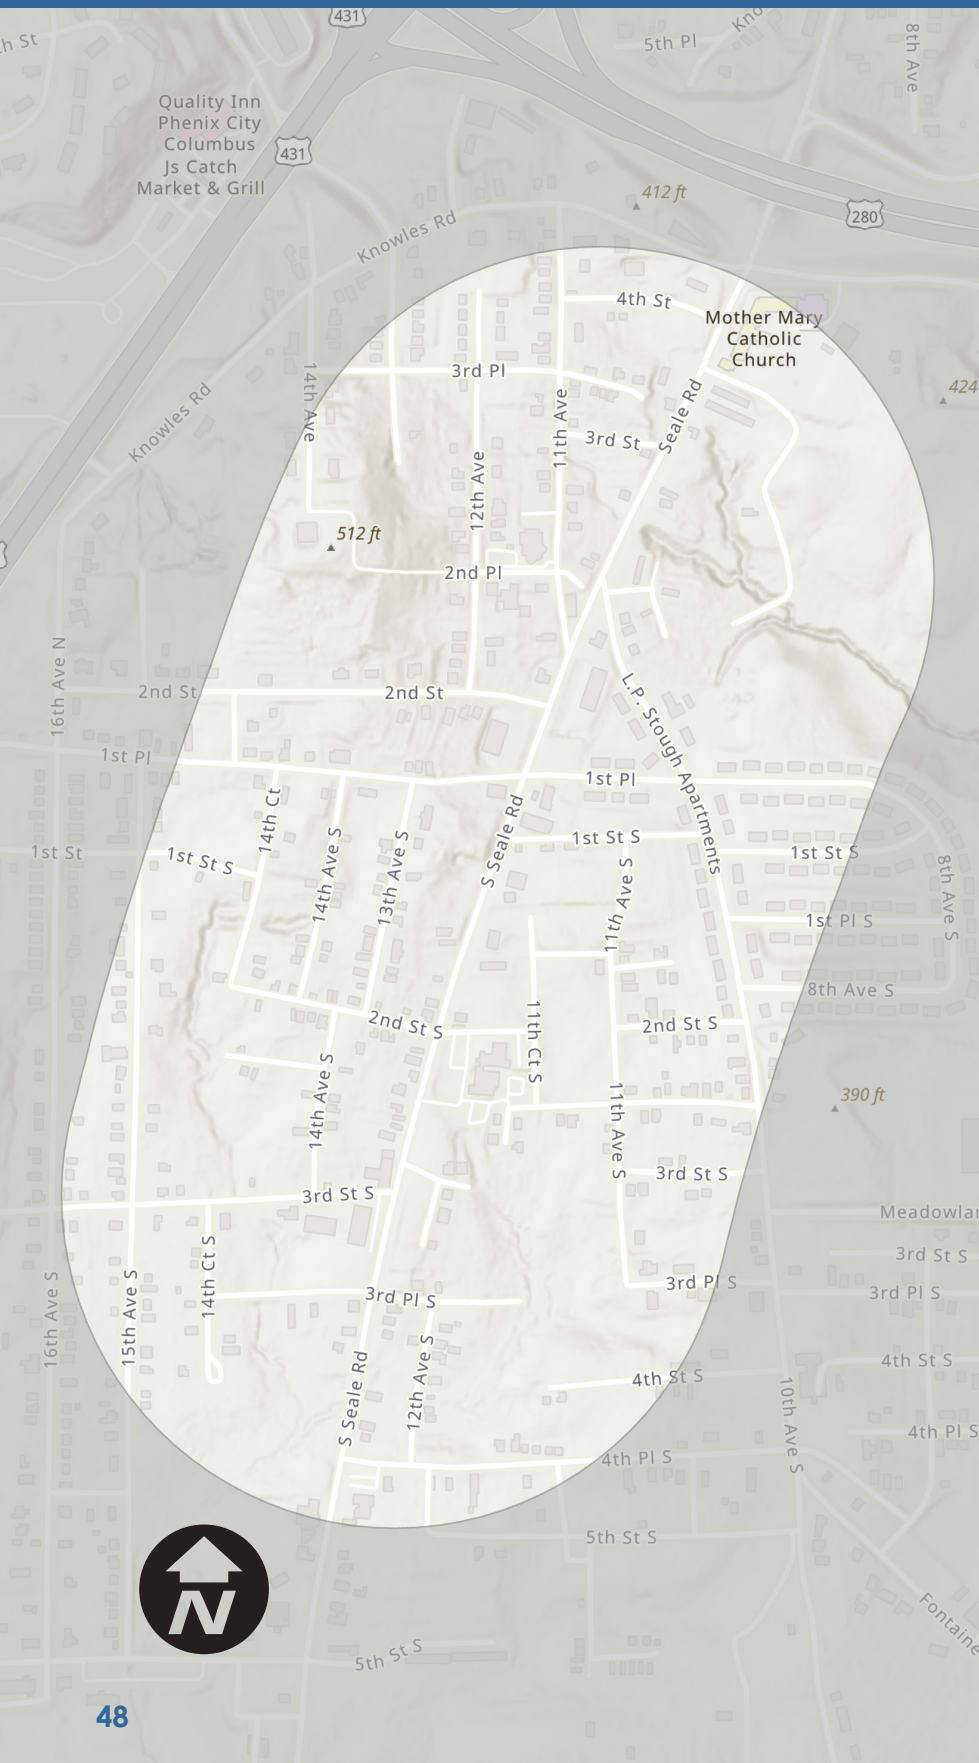 431
5th Pl
8th Ave
Quality Inn
Phenix City
Columbus
Js Catch
Market & Grill
431
412 ft
280
Knowles Rd
4th St
Mother Mary
Catholic
Church
14th Ave
3rd Pl
11th Ave
Seale Rd
424
Knowles Rd
3rd St
12th Ave
512 ft
2nd Pl
16th Ave N
2nd St
2nd St
L.P. Stough Apartments
1st Pl
1st Pl
14th Ct
S Seale Rd
1st St
1st St S
14th Ave S
13th Ave S
1st St S
11th Ave S
1st St S
8th Ave S
1st Pl S
8th Ave S
2nd St S
11th Ct S
2nd St S
14th Ave S
11th Ave S
390 ft
3rd St S
3rd St S
3rd St S
14th Ct S
3rd Pl S
3rd Pl S
3rd Pl S
16th Ave S
15th Ave S
S Seale Rd
12th Ave S
4th St S
4th St S
10th Ave S
4th Pl S
4th Pl S
5th St S
N
5th St S
48